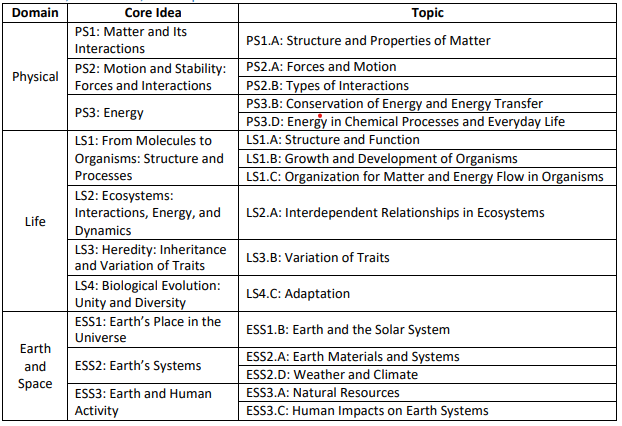 Domain Core Idea Topic
Physical
PS1: Matter and Its
Interactions
PS1.A: Structure and Properties of Matter
PS2: Motion and Stability:
Forces and Interactions
PS2.A: Forces and Motion
PS2.B: Types of Interactions
PS3: Energy
PS3.B: Conservation of Energy and Energy Transfer
PS3.D: Energy in Chemical Processes and Everyday Life
Life
LS1: From Molecules to
Organisms: Structure and
Processes
LS1.A: Structure and Function
LS1.B: Growth and Development of Organisms
LS1.C: Organization for Matter and Energy Flow in Organisms
LS2: Ecosystems:
Interactions, Energy, and
Dynamics
LS2.A: Interdependent Relationships in Ecosystems
LS3: Heredity: Inheritance
and Variation of Traits
LS3.B: Variation of Traits
LS4: Biological Evolution:
Unity and Diversity
LS4.C: Adaptation
Earth
and
Space
ESS1: Earth’s Place in the
Universe
ESS1.B: Earth and the Solar System
ESS2: Earth’s Systems
ESS2.A: Earth Materials and Systems
ESS2.D: Weather and Climate
ESS3: Earth and Human
Activity
ESS3.A: Natural Resources
ESS3.C: Human Impacts on Earth Systems